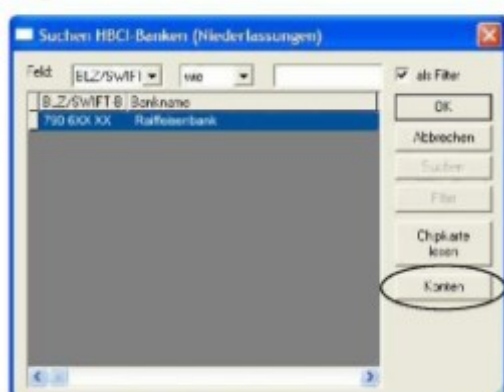 Suchen HBCI-Banken (Niederlassungen)
Feld: BLZ/SWIFT wie als Filter
BLZ/SWIFT-B Bankname
790 6XX XX Raiffeisenbank
OK
Abbrechen
Suchen
Filter
Chipkarte
lesen
Konten